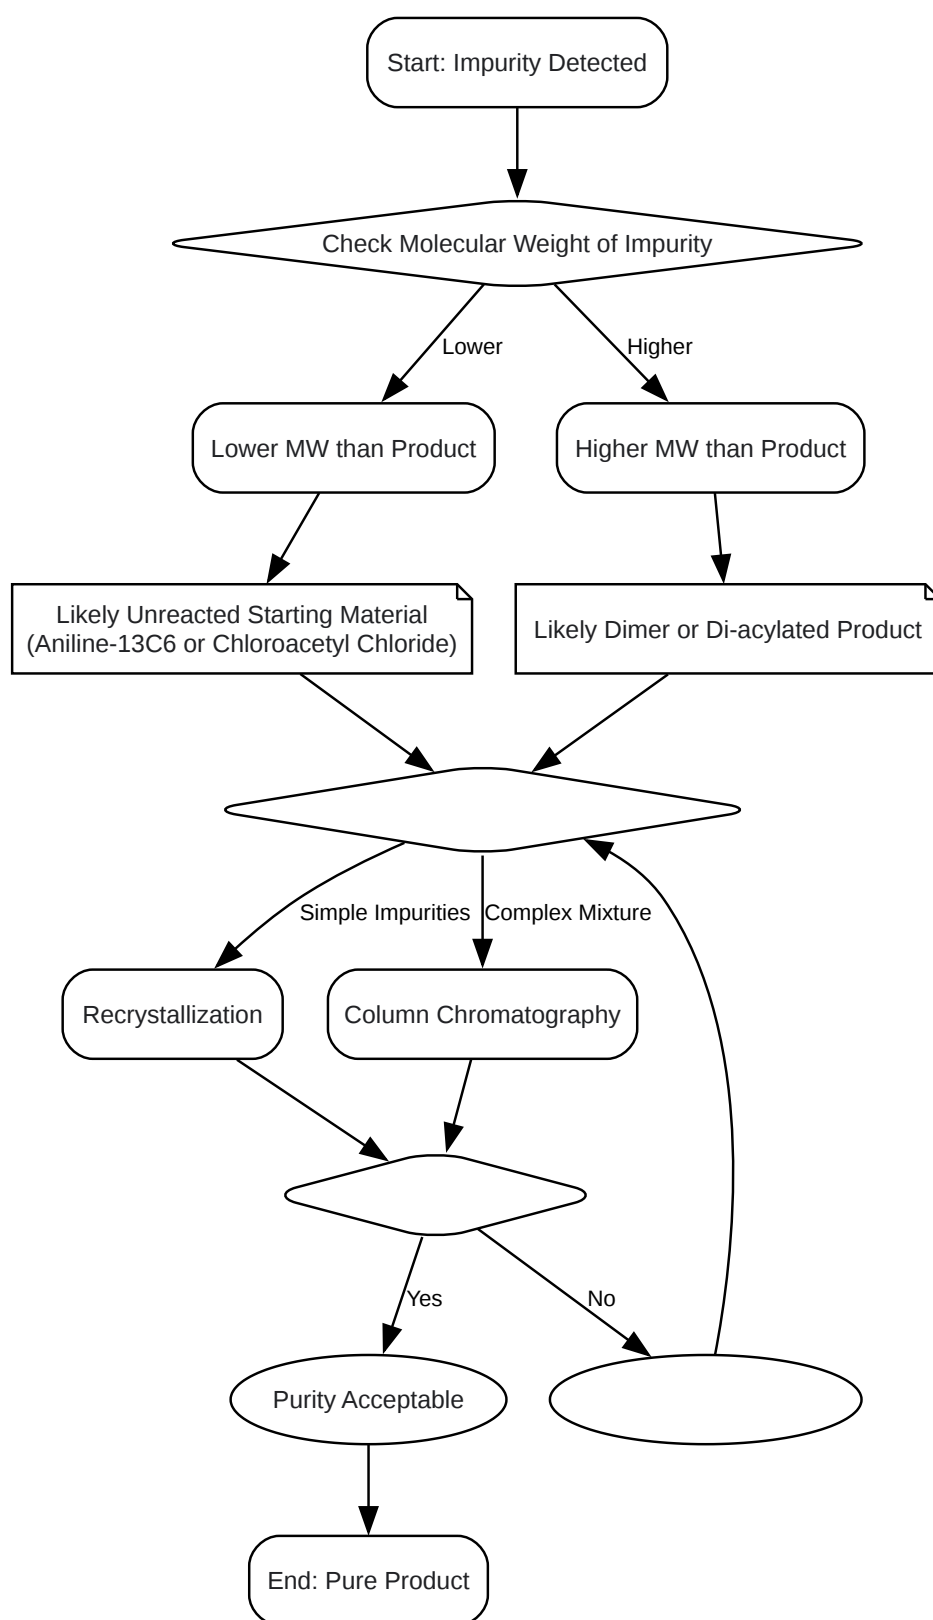 Start: Impurity Detected
Check Molecular Weight of Impurity
Lower
Higher
Lower MW than Product
Higher MW than Product
Likely Unreacted Starting Material
(Aniline-13C6 or Chloroacetyl Chloride)
Likely Dimer or Di-acylated Product
Simple Impurities
Complex Mixture
Recrystallization
Column Chromatography
Yes
No
Purity Acceptable
End: Pure Product